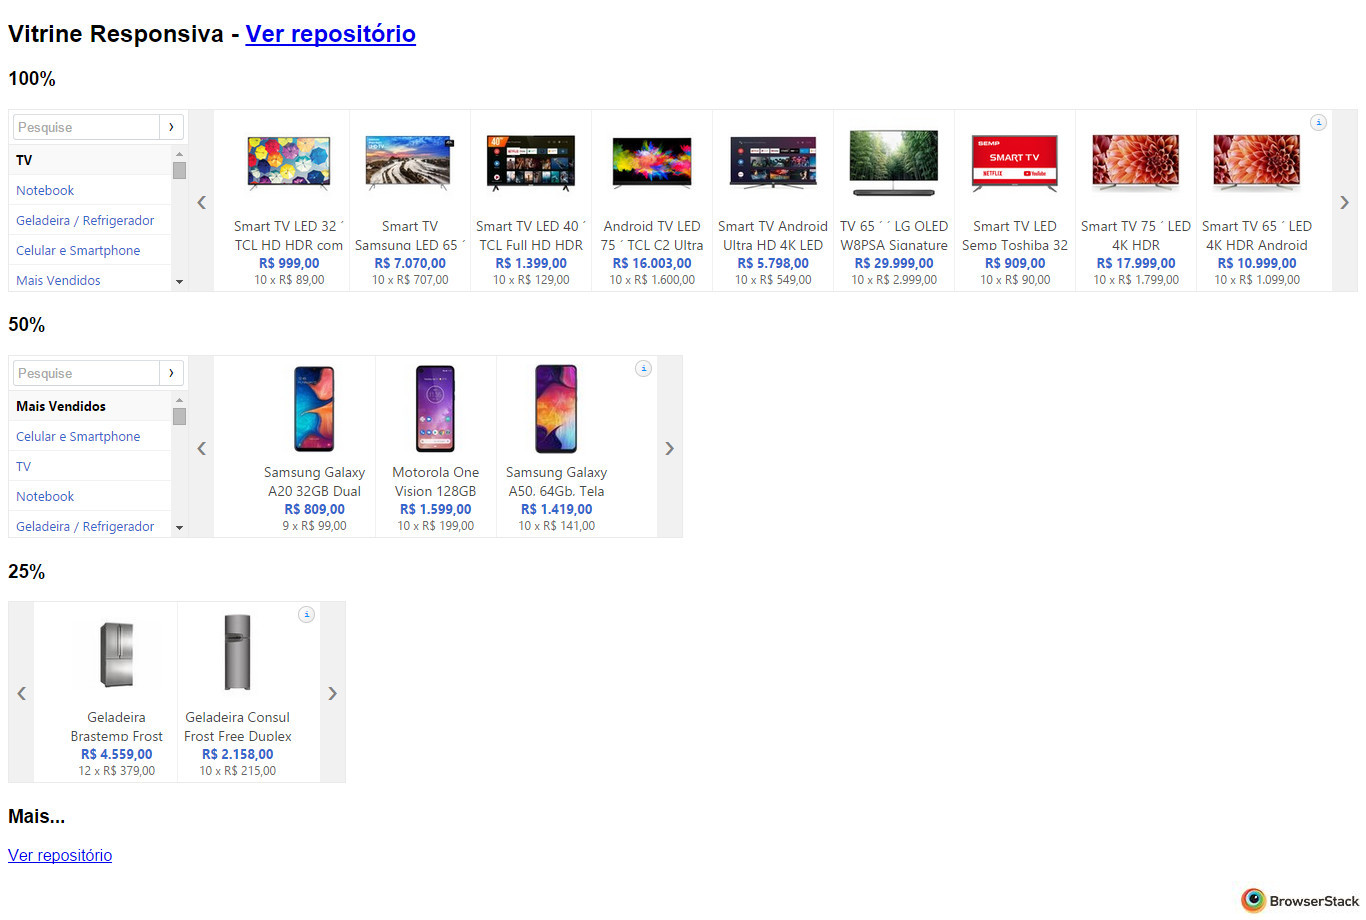 Vitrine Responsiva - Ver repositório
100%
Pesquise
TV
Notebook
Geladeira / Refrigerador
Celular e Smartphone
Mais Vendidos
Smart TV LED 32 ´
TCL HD HDR com
R$ 999,00
10 x R$ 89,00
Smart TV
Samsung LED 65 ´
R$ 7.070,00
10 x R$ 707,00
Smart TV LED 40 ´
TCL Full HD HDR
R$ 1.399,00
10 x R$ 129,00
Android TV LED
75 ´ TCL C2 Ultra
R$ 16.003,00
10 x R$ 1.600,00
Smart TV Android
Ultra HD 4K LED
R$ 5.798,00
10 x R$ 549,00
TV 65 ´ ´ LG OLED
W8PSA Signature
R$ 29.999,00
10 x R$ 2.999,00
SEMP
SMART TV
NETFLIX YouTube
Smart TV LED
Semp Toshiba 32
R$ 909,00
10 x R$ 90,00
Smart TV 75 ´ LED
4K HDR
R$ 17.999,00
10 x R$ 1.799,00
Smart TV 65 ´ LED
4K HDR Android
R$ 10.999,00
10 x R$ 1.099,00
50%
Pesquise
Mais Vendidos
Celular e Smartphone
TV
Notebook
Geladeira / Refrigerador
Samsung Galaxy
A20 32GB Dual
R$ 809,00
9 x R$ 99,00
Motorola One
Vision 128GB
R$ 1.599,00
10 x R$ 199,00
Samsung Galaxy
A50, 64Gb, Tela
R$ 1.419,00
10 x R$ 141,00
25%
Geladeira
Brastemp Frost
R$ 4.559,00
12 x R$ 379,00
Geladeira Consul
Frost Free Duplex
R$ 2.158,00
10 x R$ 215,00
Mais...
Ver repositório
BrowserStack